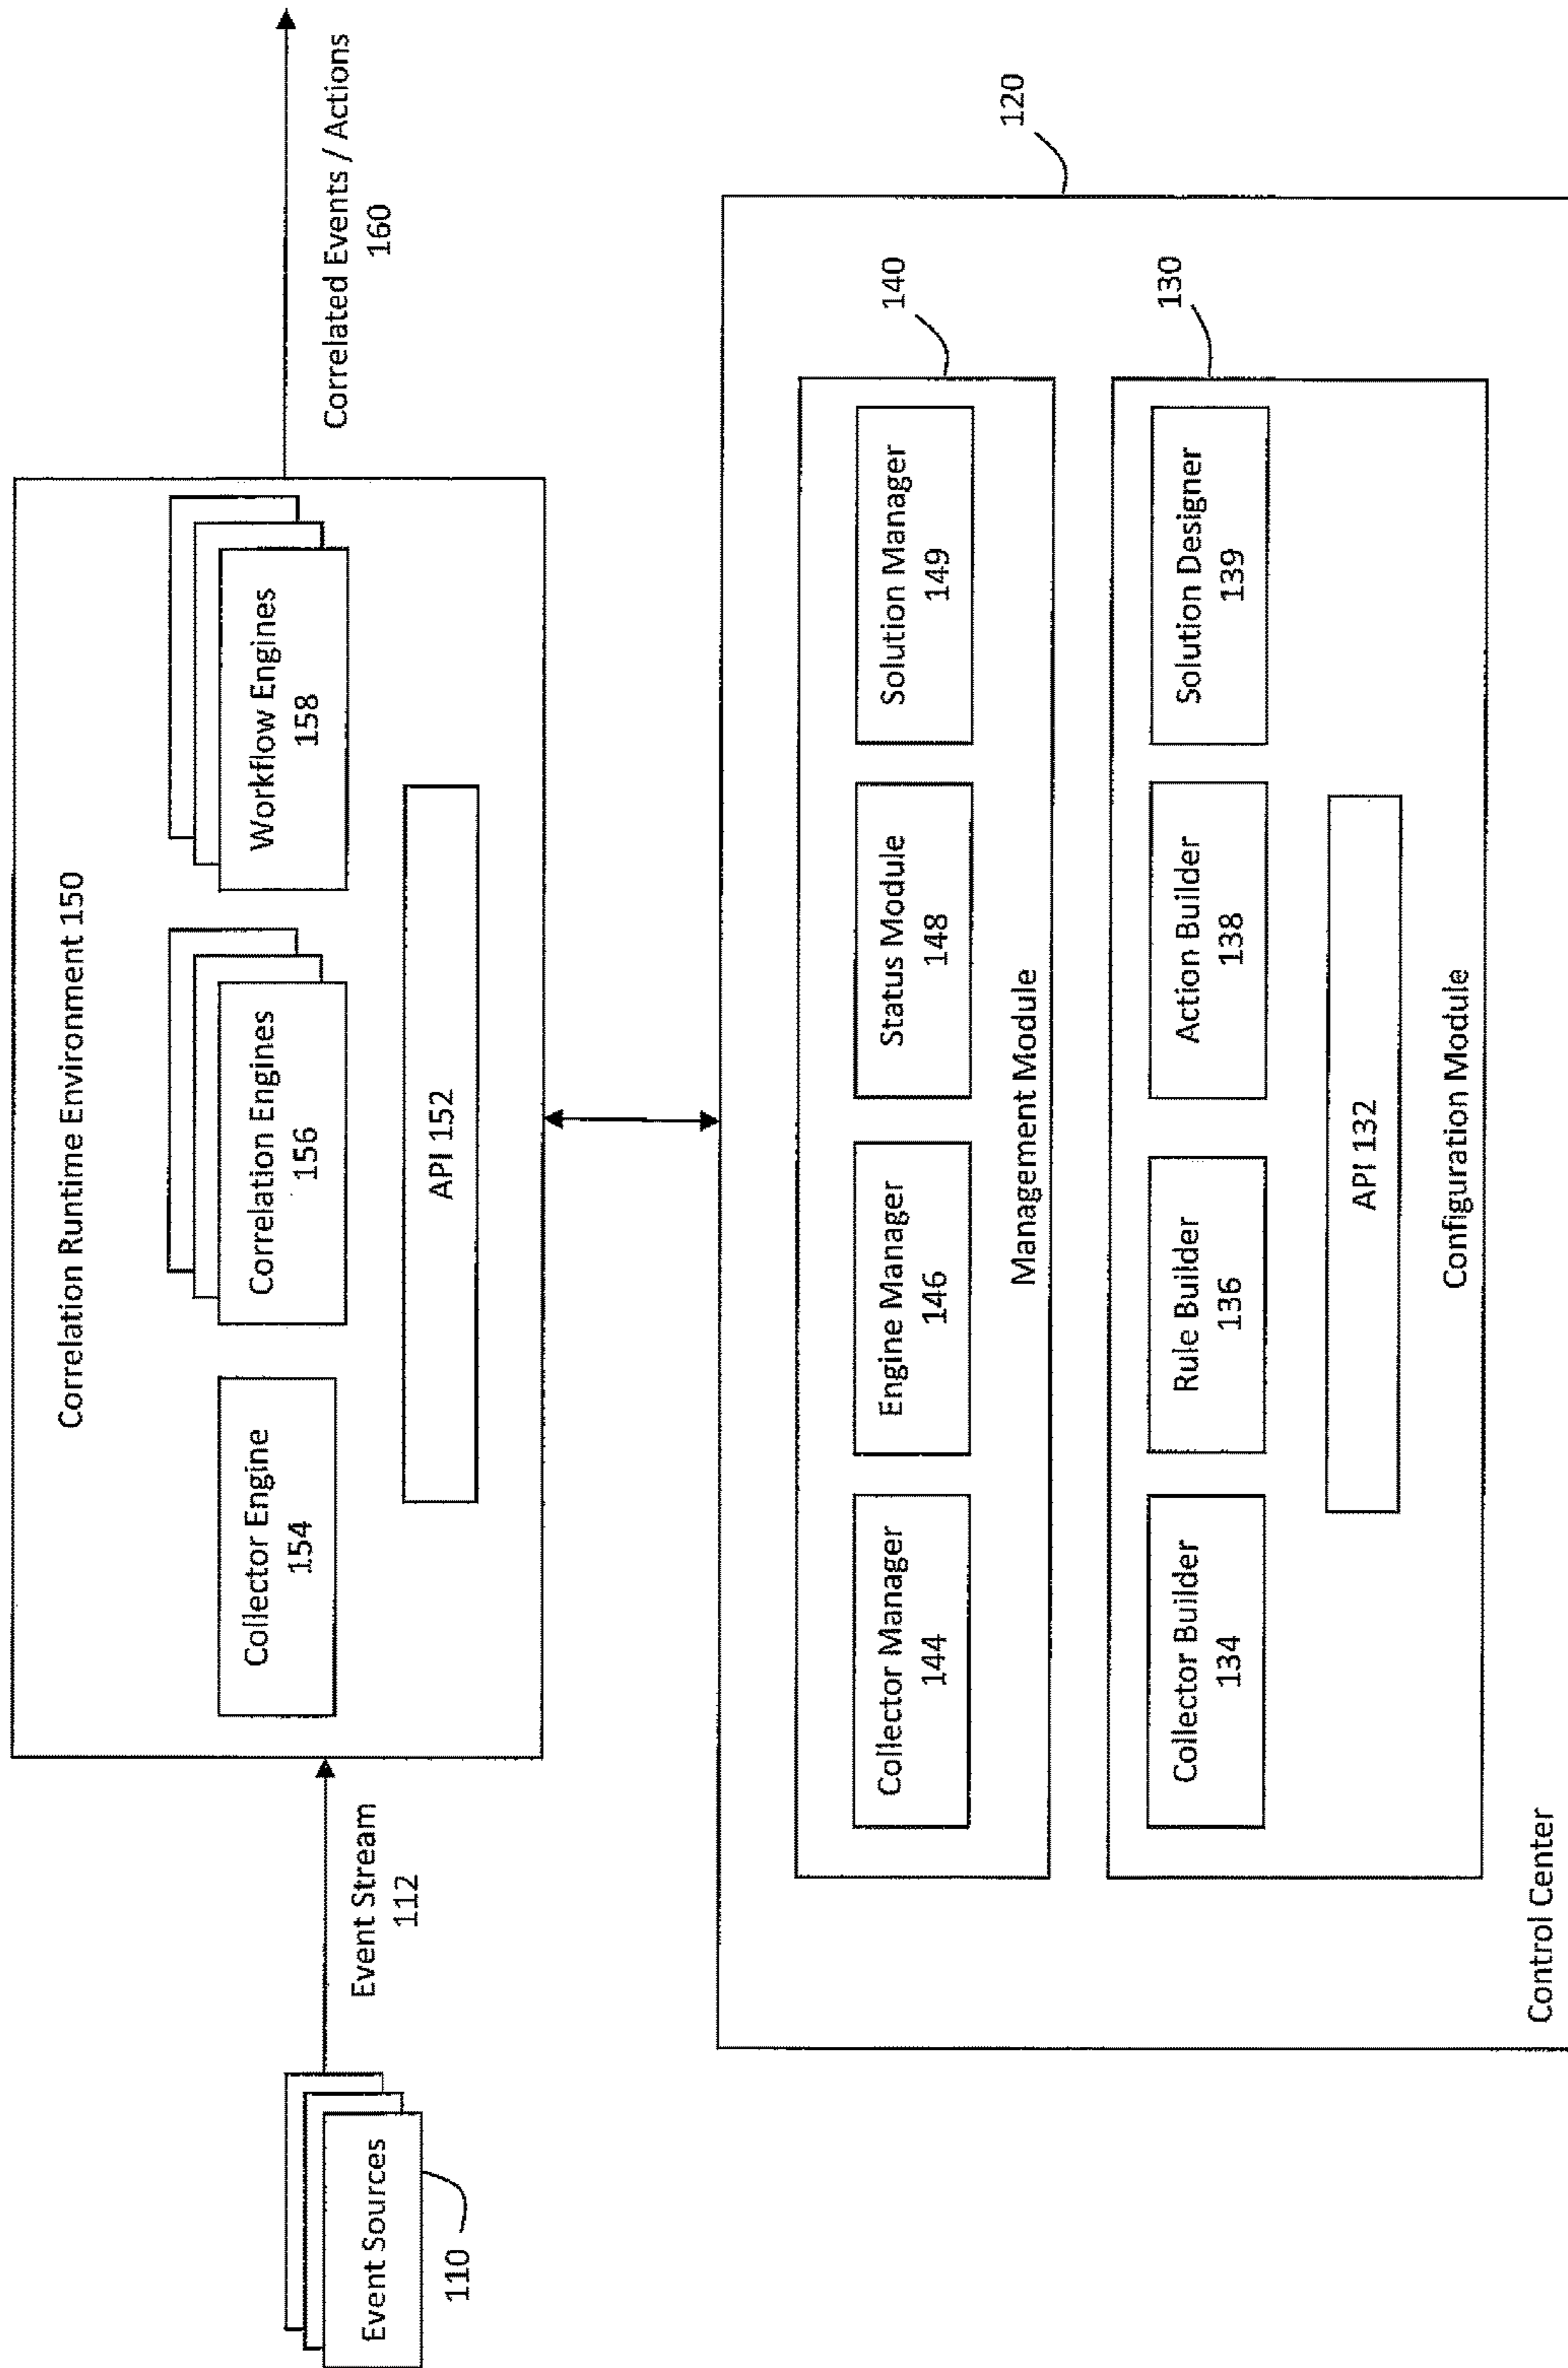 Correlation Runtime Environment 150
Event Sources
110
Event Stream
112
Collector Engine
154
Correlation Engines
156
Workflow Engines
158
API 152
Correlated Events / Actions
160
120
140
Collector Manager
144
Engine Manager
146
Status Module
148
Solution Manager
149
Management Module
130
Collector Builder
134
Rule Builder
136
Action Builder
138
Solution Designer
139
API 132
Configuration Module
Control Center